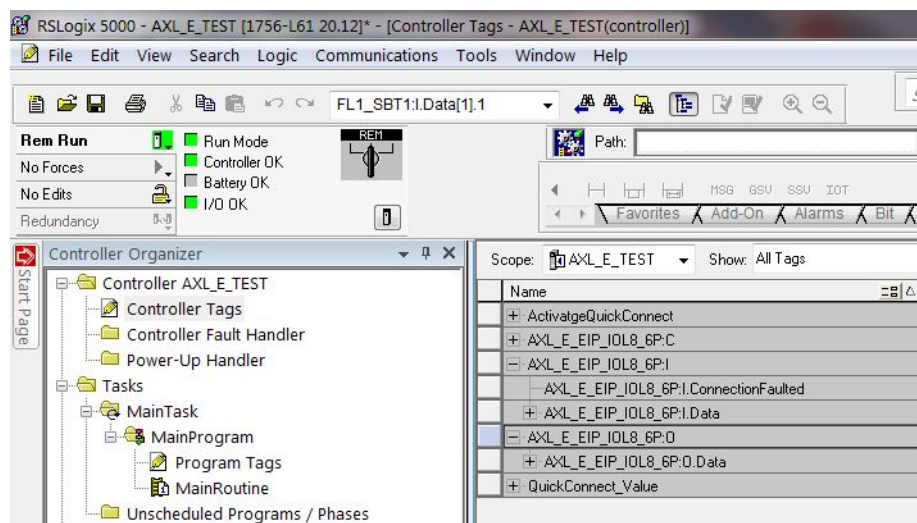 RSLogix 5000 - AXL_E_TEST [1756-L61 20.12]* - [Controller Tags - AXL_E_TEST(controller)]
File Edit View Search Logic Communications Tools Window Help
FL1_SBT1:I.Data[1].1
Rem Run
No Forces
No Edits
Redundancy
Run Mode
Controller OK
Battery OK
I/O OK
REM
Path:
MSG GSV SSV IOT
Favorites Add-On Alarms Bit
Start Page
Controller Organizer
Controller AXL_E_TEST
Controller Tags
Controller Fault Handler
Power-Up Handler
Tasks
MainTask
MainProgram
Program Tags
MainRoutine
Unscheduled Programs / Phases
Scope: AXL_E_TEST Show: All Tags
Name
ActivatgeQuickConnect
AXL_E_EIP_IOL8_6P:C
AXL_E_EIP_IOL8_6P:I
AXL_E_EIP_IOL8_6P:I.ConnectionFaulted
AXL_E_EIP_IOL8_6P:I.Data
AXL_E_EIP_IOL8_6P:O
AXL_E_EIP_IOL8_6P:O.Data
QuickConnect_Value